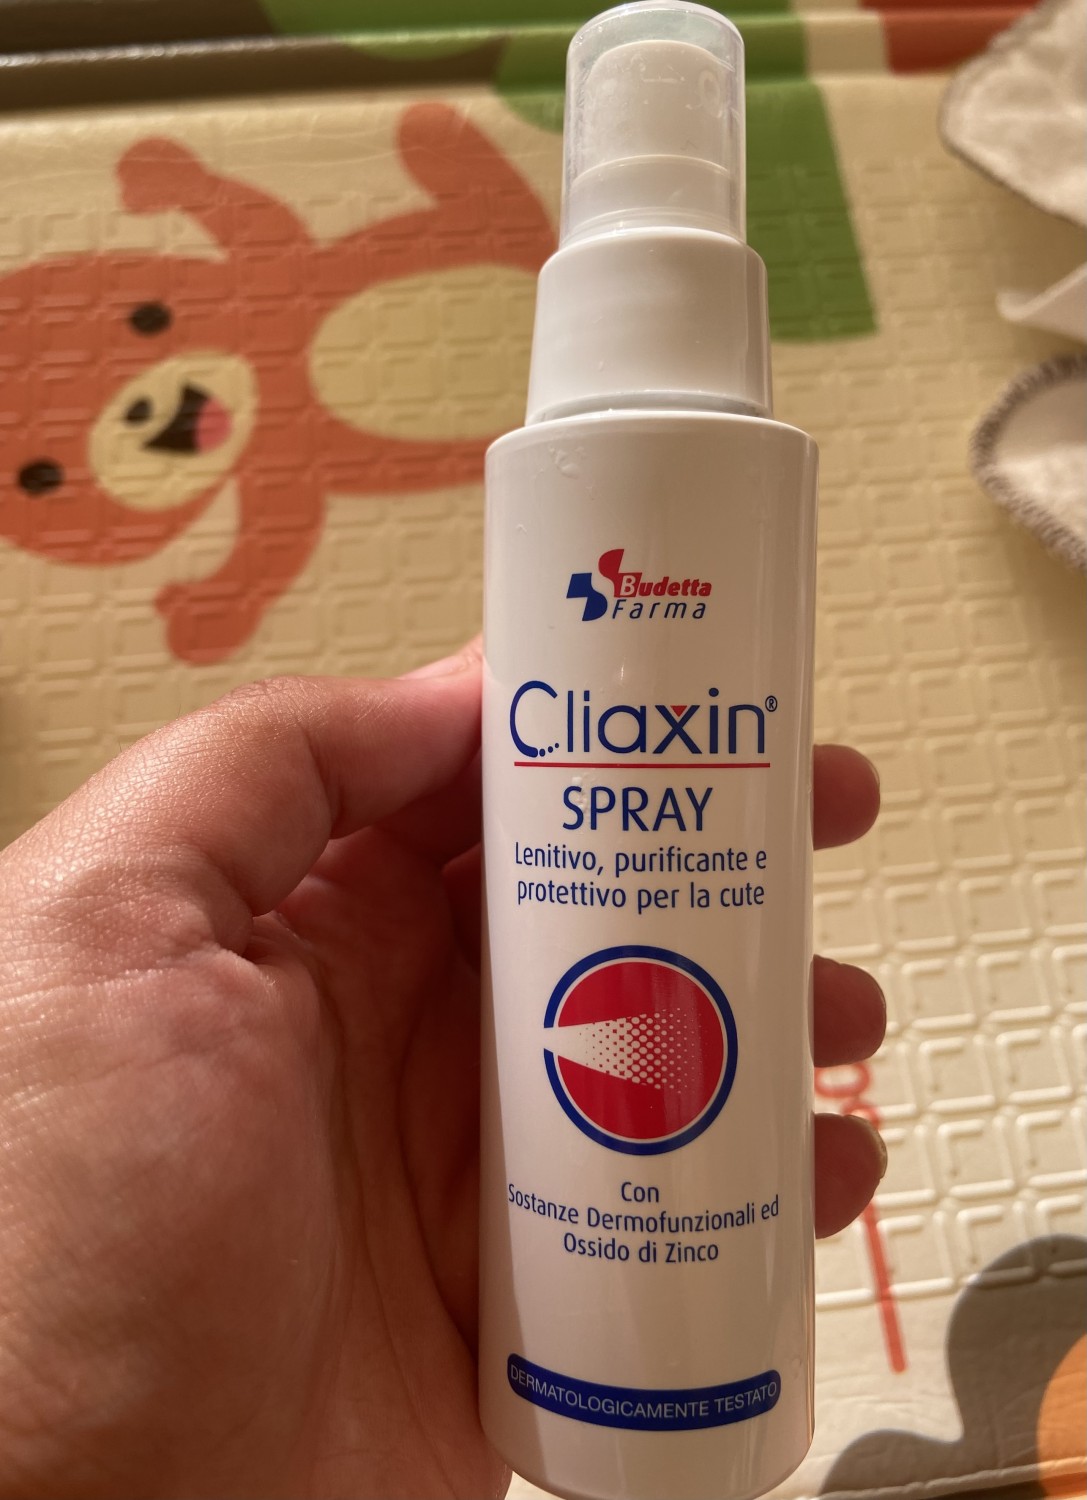 Budetta
Farma
Cliaxin®
SPRAY
Lenitivo, purificante e
protettivo per la cute
Con
Sostanze Dermofunzionali ed
Ossido di Zinco
DERMATOLOGICAMENTE TESTATO